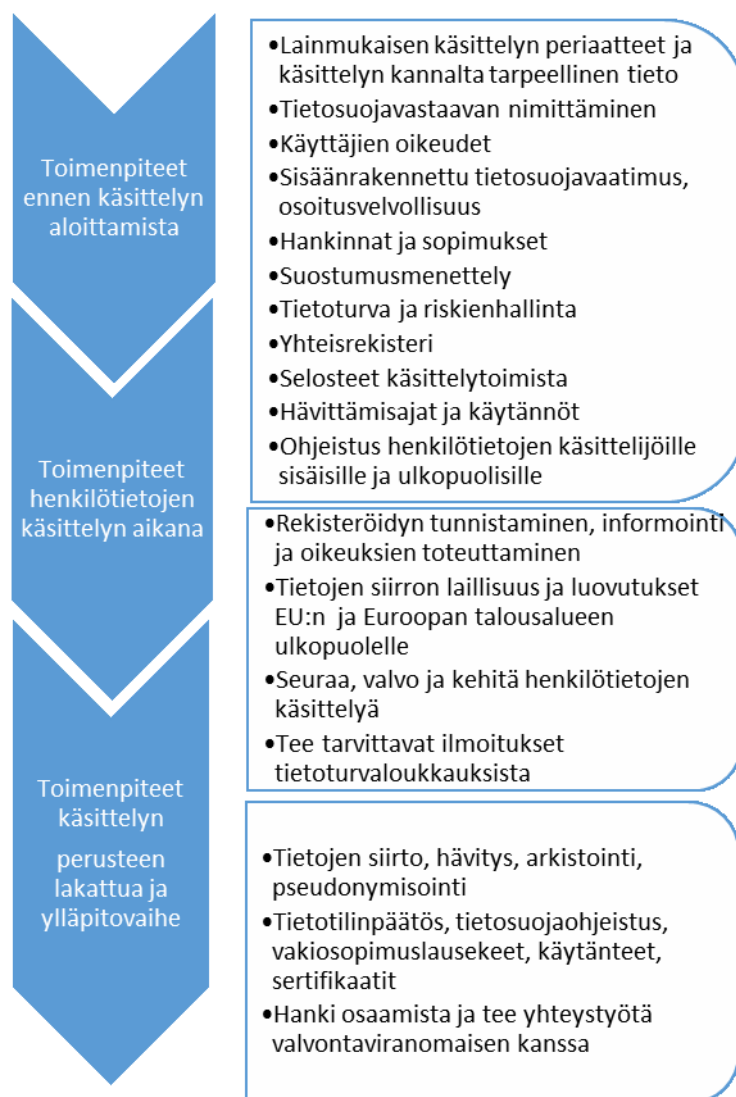 Toimenpiteet
ennen käsittelyn
aloittamista
•Lainmukaisen käsittelyn periaatteet ja
käsittelyn kannalta tarpeellinen tieto
•Tietosuojavastaavan nimittäminen
•Käyttäjien oikeudet
•Sisäänrakennettu tietosuojavaatimus,
osoitusvelvollisuus
•Hankinnat ja sopimukset
•Suostumusmenettely
•Tietoturva ja riskienhallinta
•Yhteisrekisteri
•Selosteet käsittelytoimista
•Hävittämisajat ja käytännöt
•Ohjeistus henkilötietojen käsittelijöille
sisäisille ja ulkopuolisille
Toimenpiteet
henkilötietojen
käsittelyn aikana
•Rekisteröidyn tunnistaminen, informointi
ja oikeuksien toteuttaminen
•Tietojen siirron laillisuus ja luovutukset
EU:n ja Euroopan talousalueen
ulkopuolelle
•Seuraa, valvo ja kehitä henkilötietojen
käsittelyä
•Tee tarvittavat ilmoitukset
tietoturvaloukkauksista
Toimenpiteet
käsittelyn
perusteen
lakattua ja
ylläpitovaihe
•Tietojen siirto, hävitys, arkistointi,
pseudonymisointi
•Tietotilinpäätös, tietosuojaohjeistus,
vakiosopimuslausekeet, käytänteet,
sertifikaatit
•Hanki osaamista ja tee yhteystyötä
valvontaviranomaisen kanssa